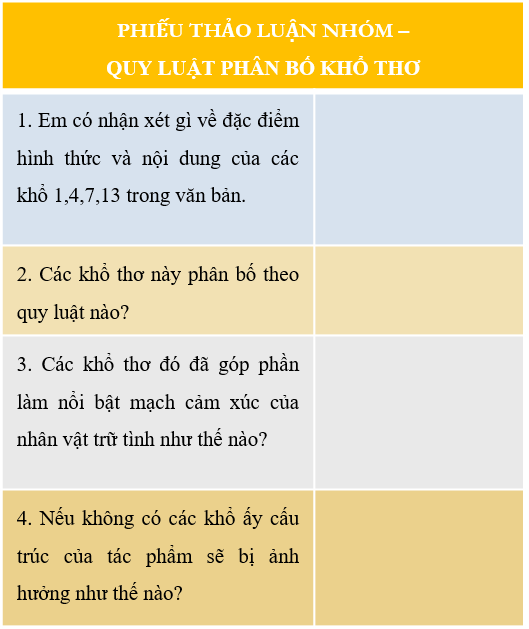 PHIẾU THẢO LUẬN NHÓM –
QUY LUẬT PHÂN BỐ KHỔ THƠ
1. Em có nhận xét gì về đặc điểm
hình thức và nội dung của các
khổ 1,4,7,13 trong văn bản.
2. Các khổ thơ này phân bố theo
quy luật nào?
3. Các khổ thơ đó đã góp phần
làm nổi bật mạch cảm xúc của
nhân vật trữ tình như thế nào?
4. Nếu không có các khổ ấy cấu
trúc của tác phẩm sẽ bị ảnh
hưởng như thế nào?